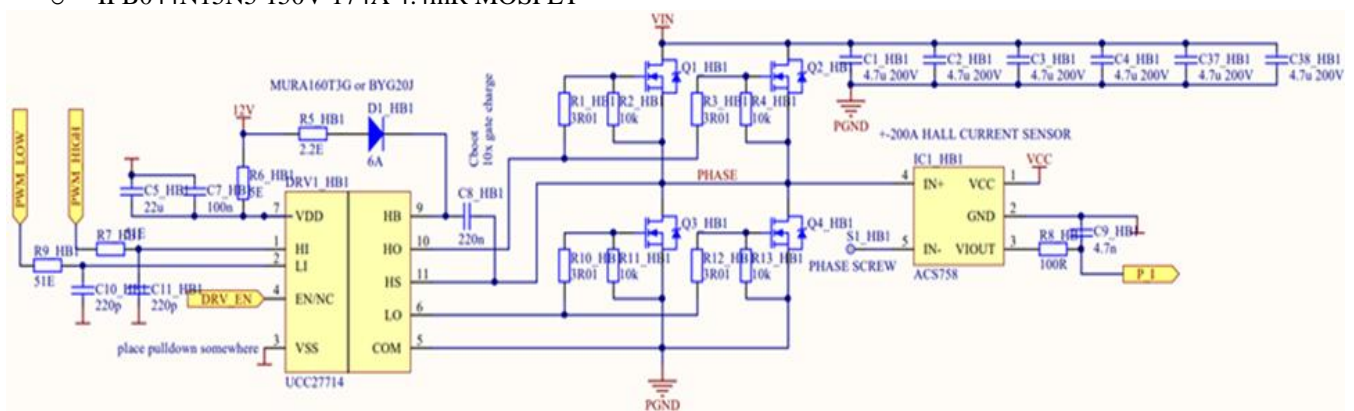 IPB044N15N5 150V 174A 4.4mR MOSFET
VIN
MURA160T3G or BYG20J
12V
R5_HB1
2.2E
D1_HB1
6A
Cboot
10x gate charge
Q1_HB1
Q2_HB1
R1_HB1
3R01
R2_HB1
10k
R3_HB1
3R01
R4_HB1
10k
C1_HB1
4.7u 200V
C2_HB1
4.7u 200V
C3_HB1
4.7u 200V
C4_HB1
4.7u 200V
C37_HB1
4.7u 200V
C38_HB1
4.7u 200V
PGND
+-200A HALL CURRENT SENSOR
PWM_LOW
PWM_HIGH
R6_HB1
5E
C5_HB1
22u
C7_HB1
100n
DRV1_HB1
C8_HB1
220n
7 VDD
1 HI
2 LI
4 EN/NC
3 VSS
HB 9
HO 10
HS 11
LO 6
COM 5
UCC27714
R7_HB1
51E
R9_HB1
51E
C10_HB1
220p
C11_HB1
220p
DRV_EN
place pulldown somewhere
PHASE
Q3_HB1
Q4_HB1
R10_HB1
3R01
R11_HB1
10k
R12_HB1
3R01
R13_HB1
10k
PGND
IC1_HB1
4 IN+
5 IN-
VCC 1
GND 2
VIOUT 3
ACS758
VCC
S1_HB1
PHASE SCREW
R8_HB1
100R
C9_HB1
4.7n
P_I